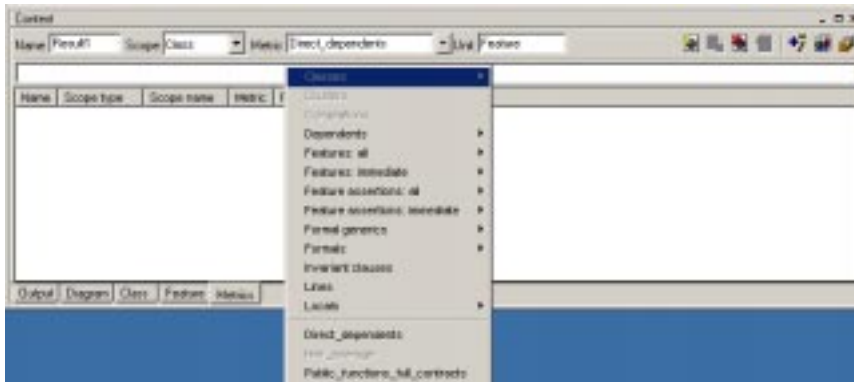 Context
Name Result1 Scope Class Metric Direct_dependents Unit Feature
Name Scope type Scope name Metric
Classes
Clusters
Compilations
Dependents
Features: all
Features: immediate
Feature assertions: all
Feature assertions: immediate
Formal generics
Formals
Invariant clauses
Lines
Locals
Output Diagram Class Feature Metrics
Direct_dependents
Public_functions_full_contracts